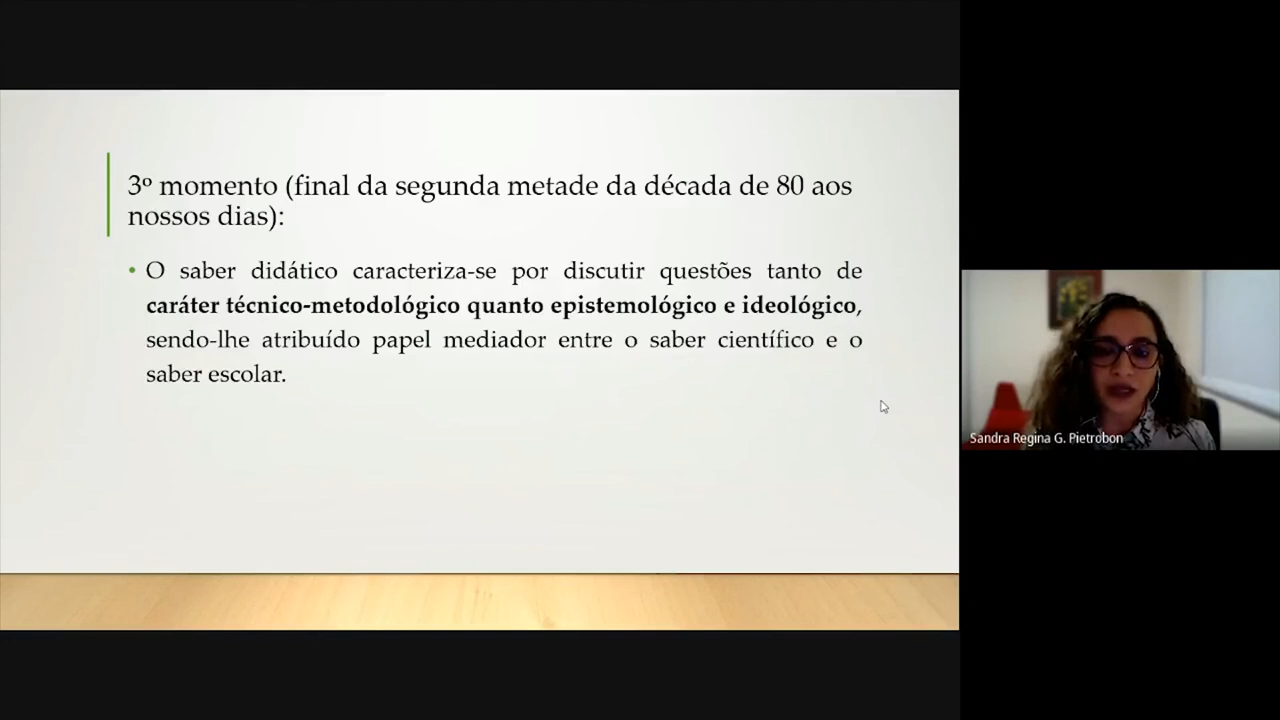 3º momento (final da segunda metade da década de 80 aos
nossos dias):
• O saber didático caracteriza-se por discutir questões tanto de
caráter técnico-metodológico quanto epistemológico e ideológico,
sendo-lhe atribuído papel mediador entre o saber científico e o
saber escolar.
Sandra Regina G. Pietrobon